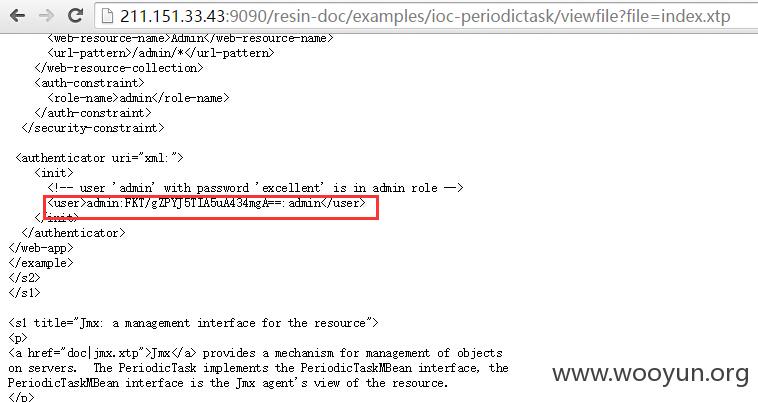 211.151.33.43:9090/resin-doc/examples/ioc-periodictask/viewfile?file=index.xtp
<web-resource-name>Admin</web-resource-name>
<url-pattern>/admin/*</url-pattern>
</web-resource-collection>
<auth-constraint>
<role-name>admin</role-name>
</auth-constraint>
</security-constraint>
<authenticator uri="xml:">
<init>
<!-- user 'admin' with password 'excellent' is in admin role -->
<user>admin:FKT/gZPYJ5TIA5uA434mgA==:admin</user>
</init>
</authenticator>
</web-app>
</example>
</s2>
</s1>
<s1 title="Jmx: a management interface for the resource">
<p>
<a href="doc|jmx.xtp">Jmx</a> provides a mechanism for management of objects
on servers.  The PeriodicTask implements the PeriodicTaskMBean interface, the
PeriodicTaskMBean interface is the Jmx agent's view of the resource.
</p>
www.wooyun.org